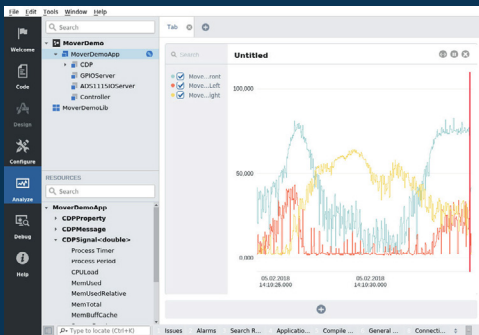 File Edit Tools Window Help
Welcome
Code
Design
Configure
Analyze
Debug
Help
Search
MoverDemo
MoverDemoApp
CDP
GPIOServer
ADS1115IOServer
Controller
MoverDemoLib
RESOURCES
Search
MoverDemoApp
CDPProperty
CDPMessage
CDPSignal<double>
Process Timer
Process Period
CPULoad
MemUsed
MemUsedRelative
MemTotal
MemBuffCache
Type to locate (Ctrl+K)
Tab
Search
Move...ront
Move...Left
Move...ight
Untitled
100.000
50.000
0.000
05.02.2018
14:19:28.000
05.02.2018
14:19:30.000
Issues Alarms Search R... Applicatio... Compile ... General ... Connecti...